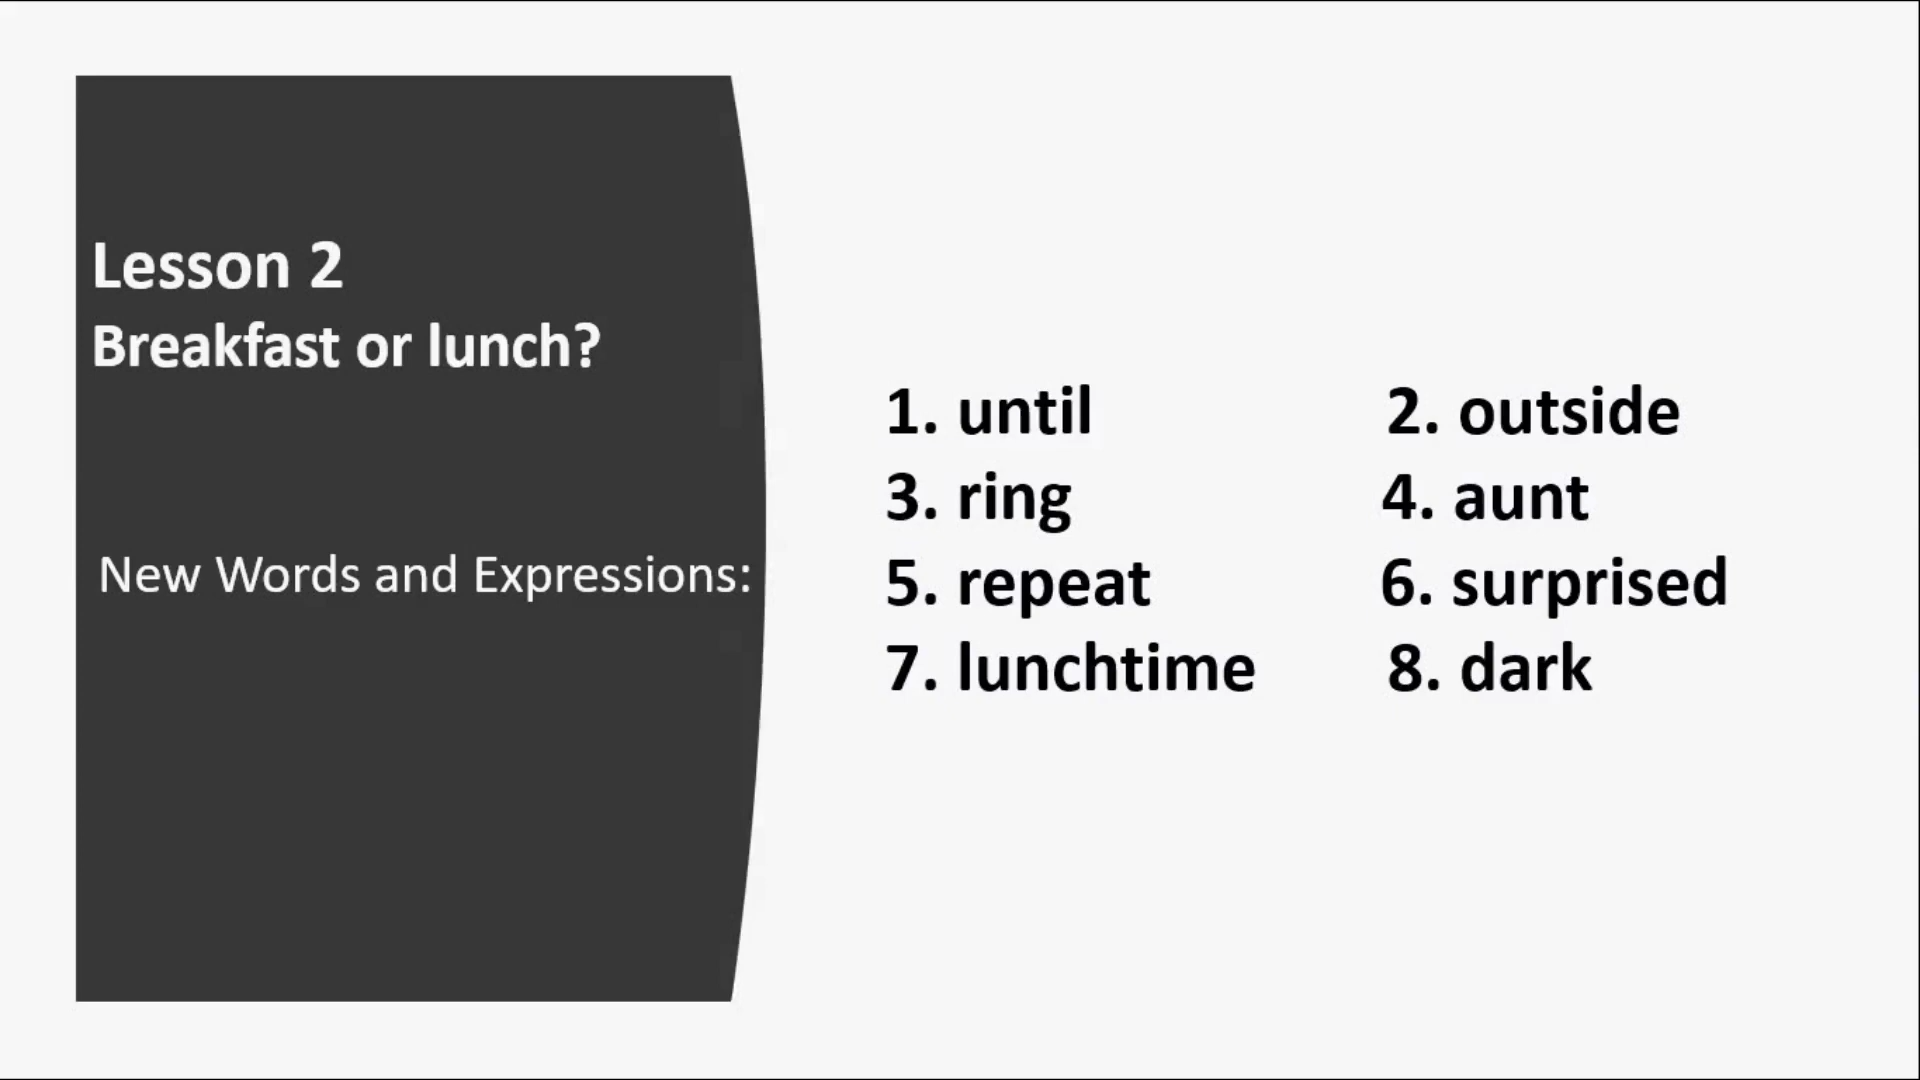 Lesson 2
Breakfast or lunch?
New Words and Expressions:
1. until 2. outside
3. ring 4. aunt
5. repeat 6. surprised
7. lunchtime 8. dark